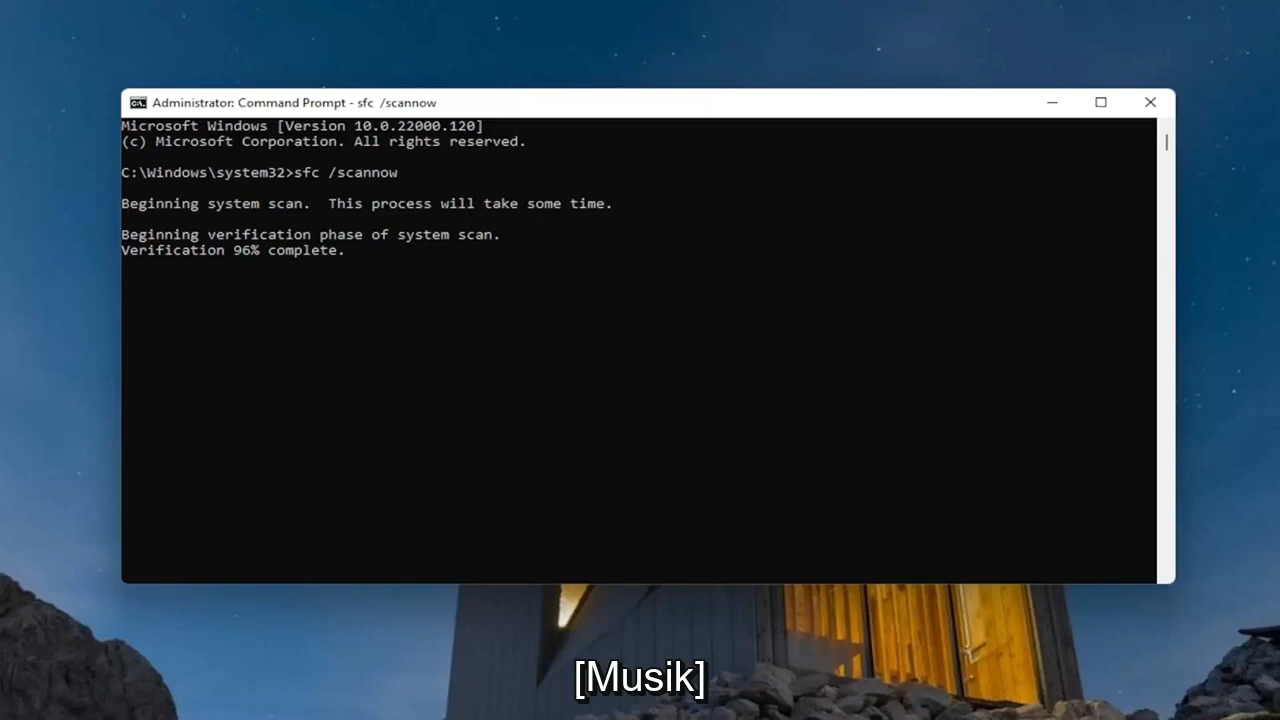 Administrator: Command Prompt - sfc  /scannow
Microsoft Windows [Version 10.0.22000.120]
(c) Microsoft Corporation. All rights reserved.
C:\Windows\system32>sfc /scannow
Beginning system scan.  This process will take some time.
Beginning verification phase of system scan.
Verification 96% complete.
[Musik]